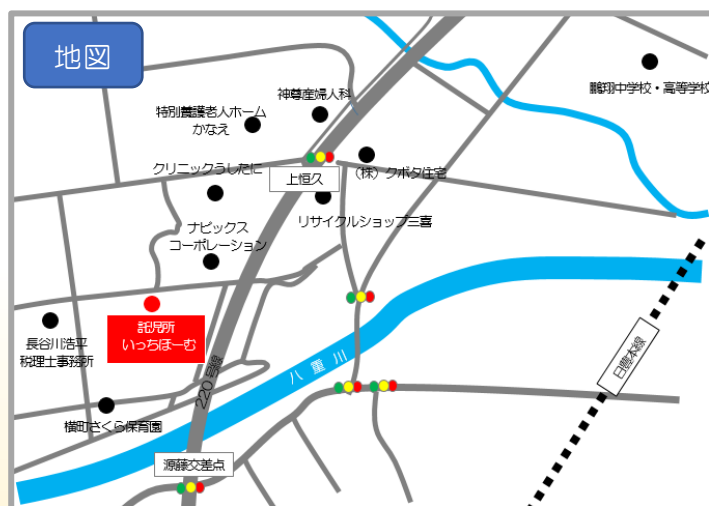 地図
神尊産婦人科
特別養護老人ホーム
かなえ
鵬翔中学校・高等学校
クリニックうしたに
上恒久
（株）クボタ住宅
ナビックス
コーポレーション
リサイクルショップ三喜
託児所
いっちほーむ
長谷川浩平
税理士事務所
220号線
八重川
日豊本線
横町さくら保育園
源藤交差点